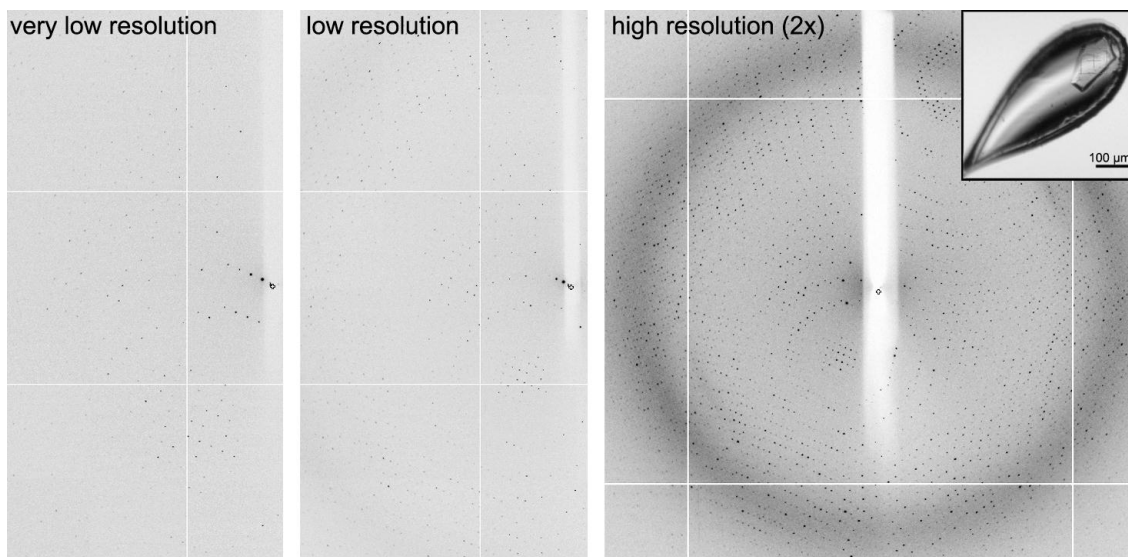 very low resolution
low resolution
high resolution (2x)
100 µm